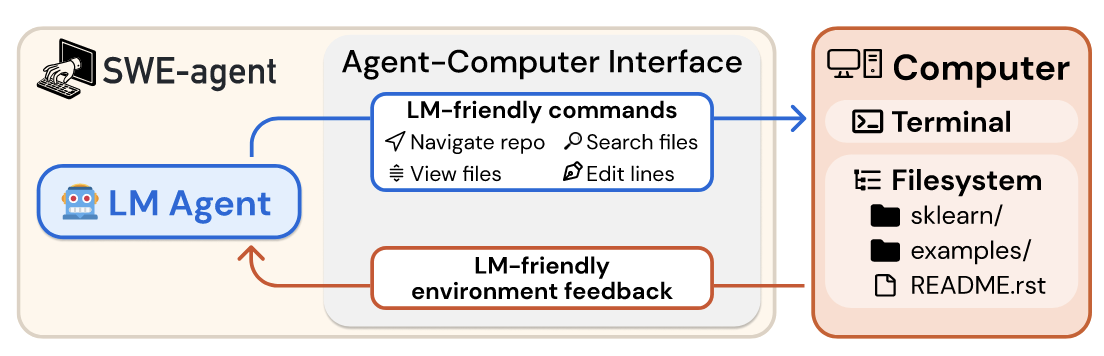 SWE-agent
Agent-Computer Interface
LM-friendly commands
Navigate repo
Search files
View files
Edit lines
LM Agent
LM-friendly
environment feedback
Computer
Terminal
Filesystem
sklearn/
examples/
README.rst